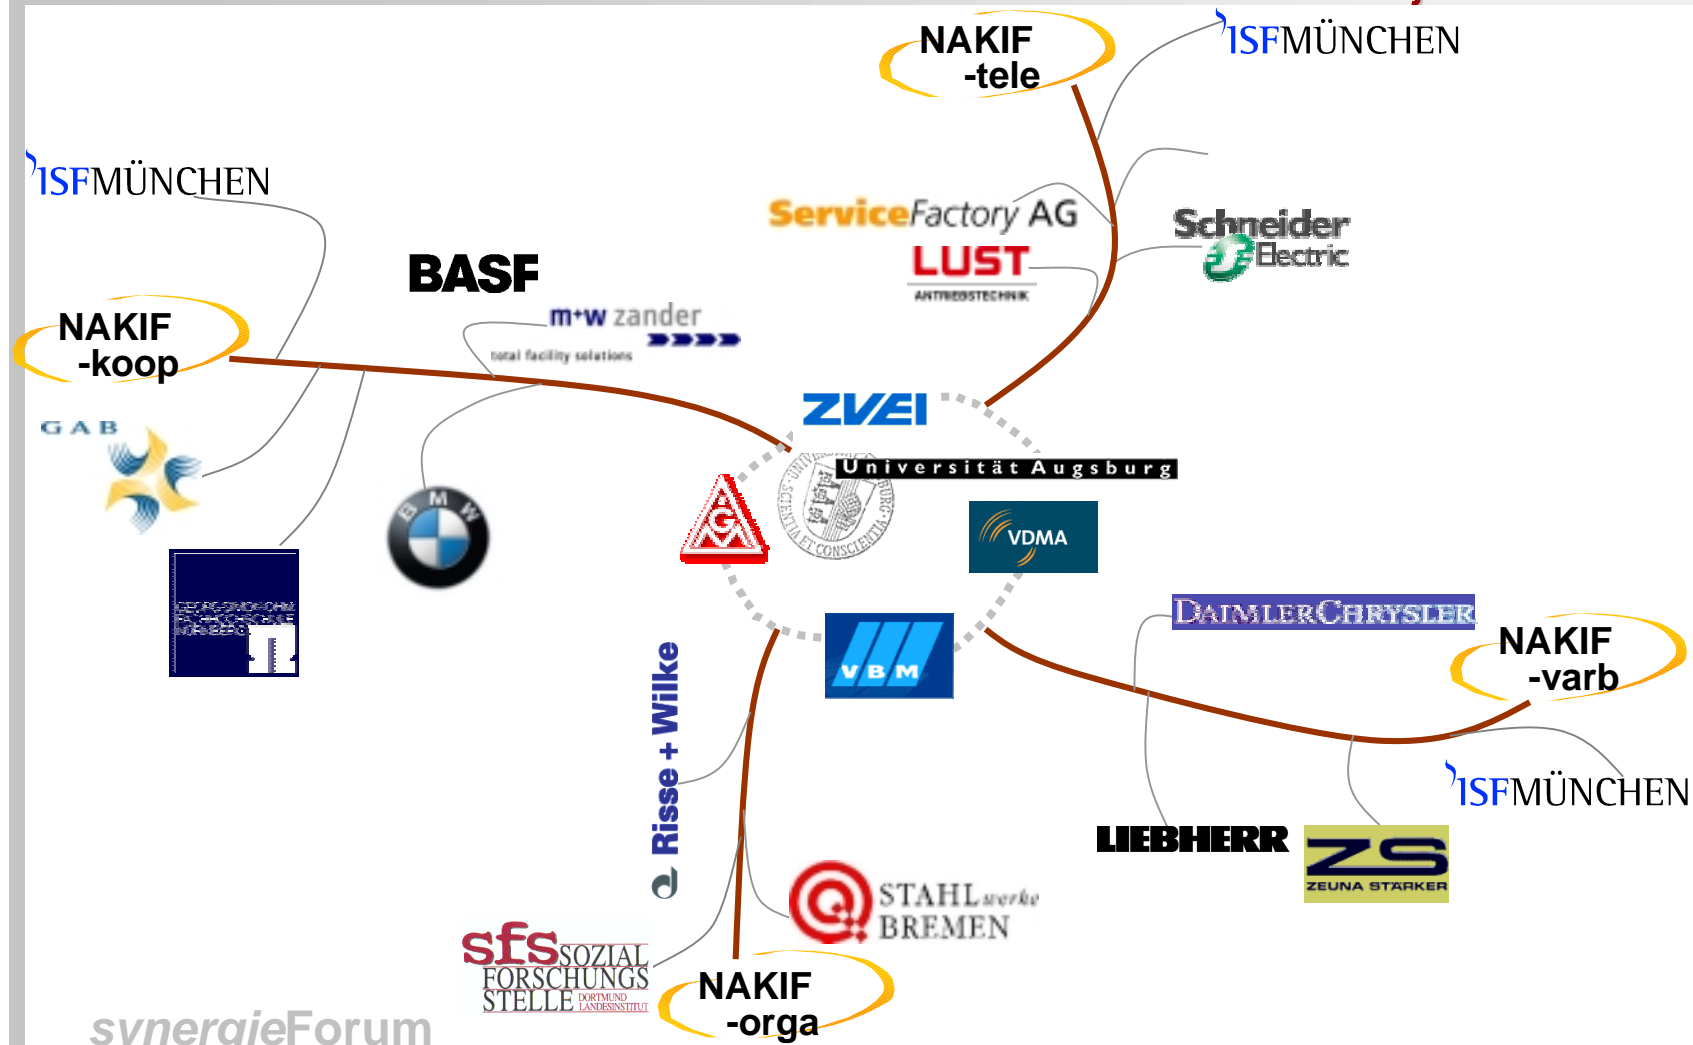 NAKIF
-tele
ISFMÜNCHEN
ISFMÜNCHEN
ServiceFactory AG
Schneider
Electric
LUST
ANTRIEBSTECHNIK
BASF
m+w zander
total facility solutions
NAKIF
-koop
ZVEI
GAB
Universität Augsburg
BMW
IGM
VDMA
DAIMLERCHRYSLER
NAKIF
-varb
VBM
Risse + Wilke
ISFMÜNCHEN
LIEBHERR
ZS
ZEUNA STÄRKER
STAHLwerke
BREMEN
sfs SOZIAL
FORSCHUNGS
STELLE DORTMUND
LANDESINSTITUT
NAKIF
-orga
synergieForum